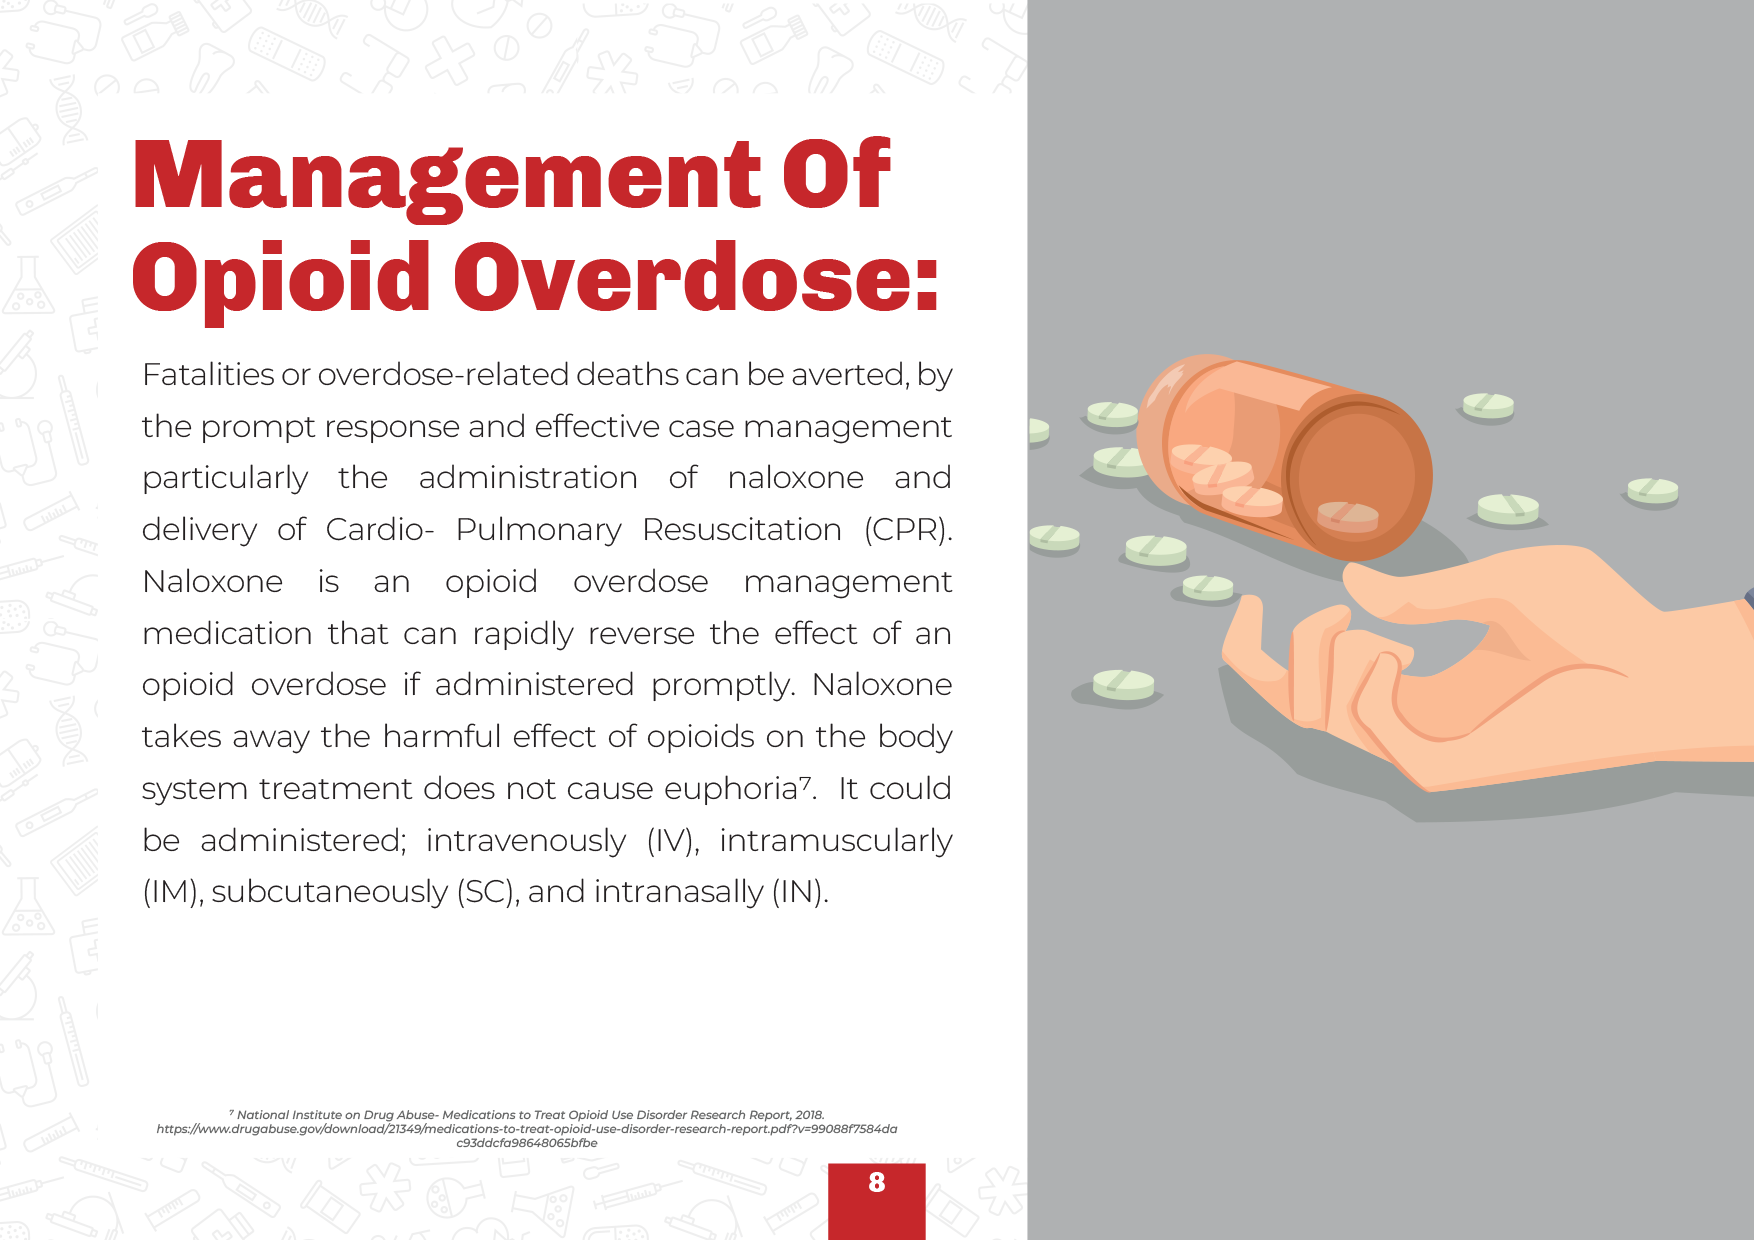 Management Of
Opioid Overdose:
Fatalities or overdose-related deaths can be averted, by
the prompt response and effective case management
particularly the administration of naloxone and
delivery of Cardio- Pulmonary Resuscitation (CPR).
Naloxone is an opioid overdose management
medication that can rapidly reverse the effect of an
opioid overdose if administered promptly. Naloxone
takes away the harmful effect of opioids on the body
system treatment does not cause euphoria⁷. It could
be administered; intravenously (IV), intramuscularly
(IM), subcutaneously (SC), and intranasally (IN).
⁷ National Institute on Drug Abuse- Medications to Treat Opioid Use Disorder Research Report, 2018.
https://www.drugabuse.gov/download/21349/medications-to-treat-opioid-use-disorder-research-report.pdf?v=99088f7584da
c93ddcfa98648065bfbe
8